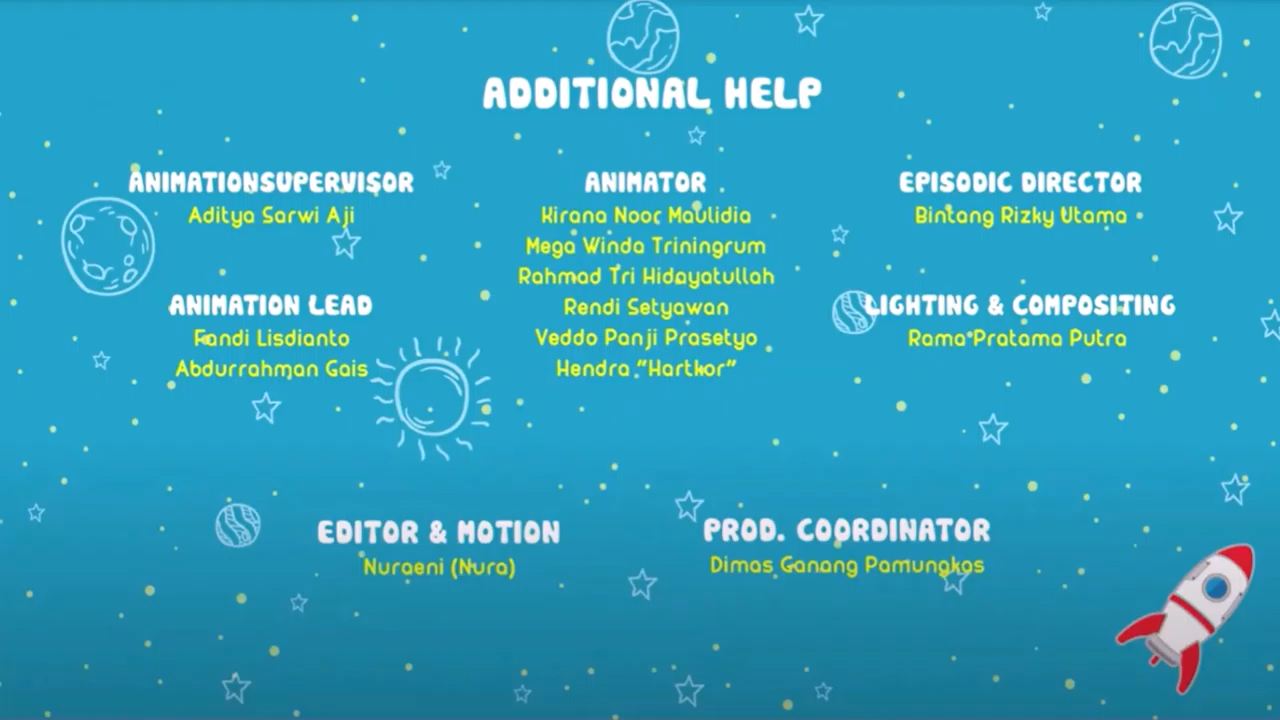 ADDITIONAL HELP
ANIMATIONSUPERVISOR
Aditya Sarwi Aji
ANIMATION LEAD
Fandi Lisdianto
Abdurrahman Gais
ANIMATOR
Kirana Noor Maulidia
Mega Winda Triningrum
Rahmad Tri Hidayatullah
Rendi Setyawan
Veddo Panji Prasetyo
Hendra "Hartkor"
EPISODIC DIRECTOR
Bintang Rizky Utama
LIGHTING & COMPOSITING
Rama Pratama Putra
EDITOR & MOTION
Nuraeni (Nura)
PROD. COORDINATOR
Dimas Ganang Pamungkas